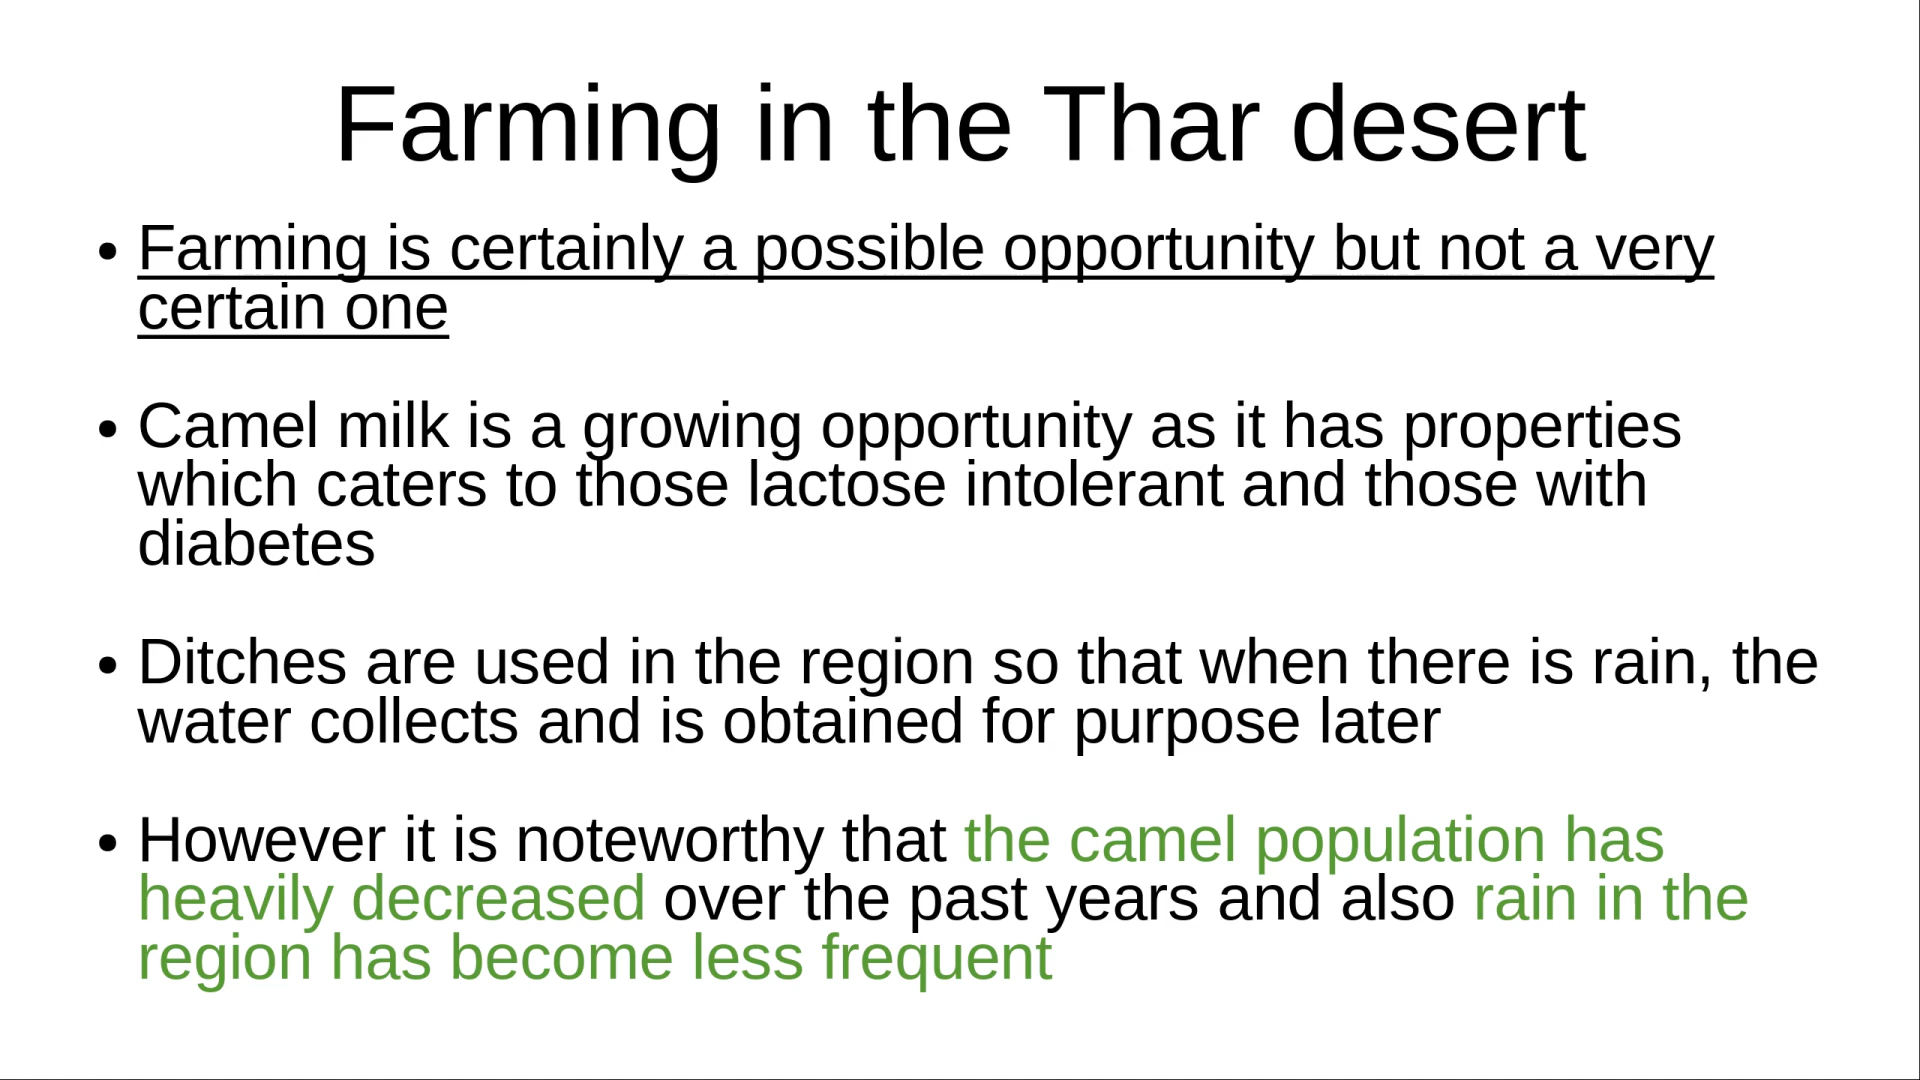 Farming in the Thar desert
• Farming is certainly a possible opportunity but not a very
certain one
• Camel milk is a growing opportunity as it has properties
which caters to those lactose intolerant and those with
diabetes
• Ditches are used in the region so that when there is rain, the
water collects and is obtained for purpose later
• However it is noteworthy that the camel population has
heavily decreased over the past years and also rain in the
region has become less frequent